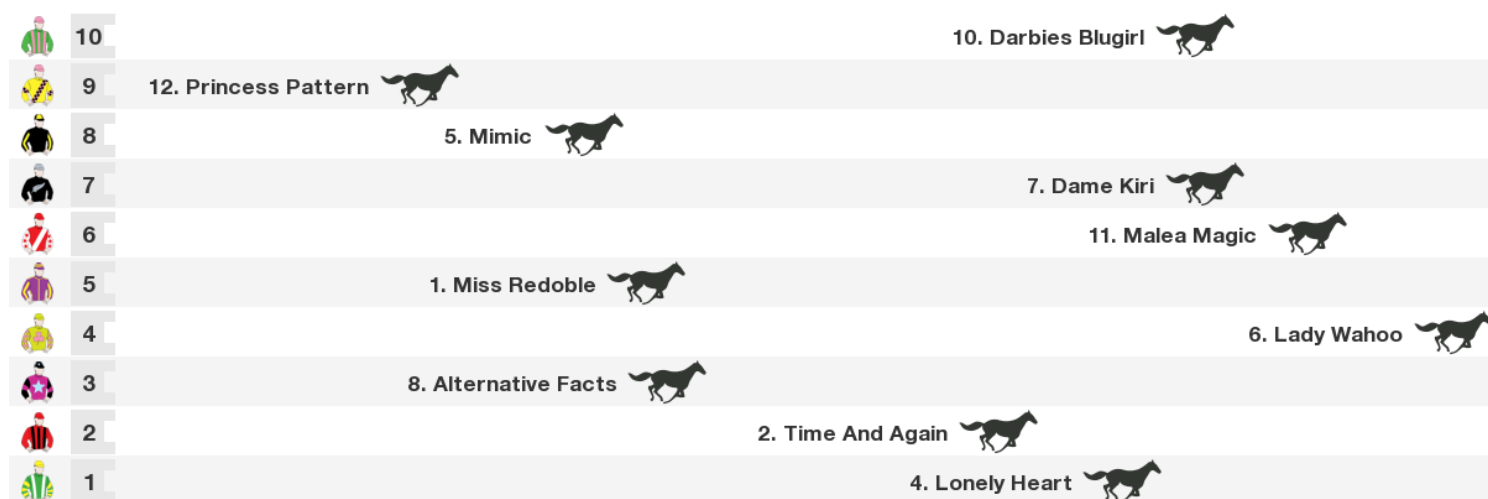 10 10. Darbies Blugirl
9 12. Princess Pattern
8 5. Mimic
7 7. Dame Kiri
6 11. Malea Magic
5 1. Miss Redoble
4 6. Lady Wahoo
3 8. Alternative Facts
2 2. Time And Again
1 4. Lonely Heart